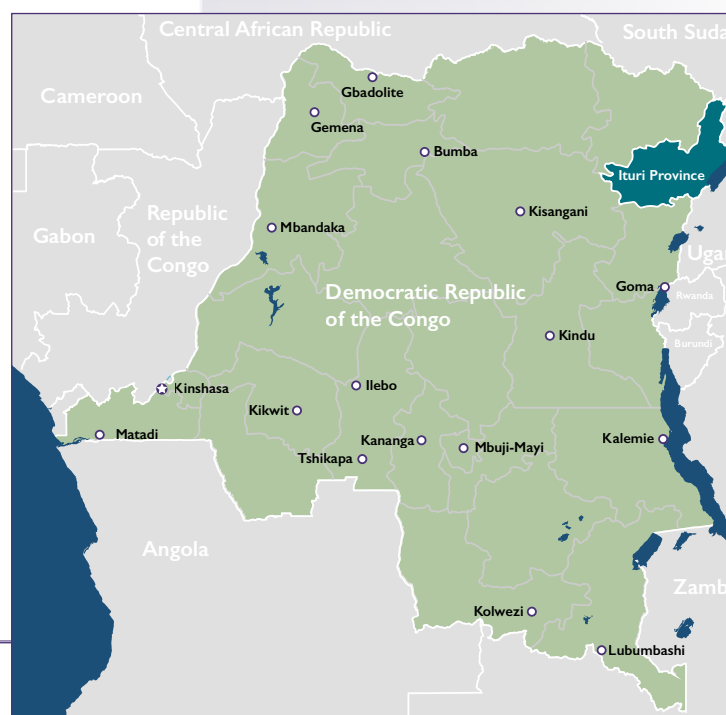 Central African Republic
South Suda
Cameroon
Gbadolite
Gemena
Bumba
Ituri Province
Republic
of the
Congo
Kisangani
Mbandaka
Gabon
Ugan
Goma
Rwanda
Democratic Republic
of the Congo
Kindu
Burundi
Kinshasa
Ilebo
Kikwit
Matadi
Kananga
Mbuji-Mayi
Kalemie
Tshikapa
Angola
Zamb
Kolwezi
Lubumbashi